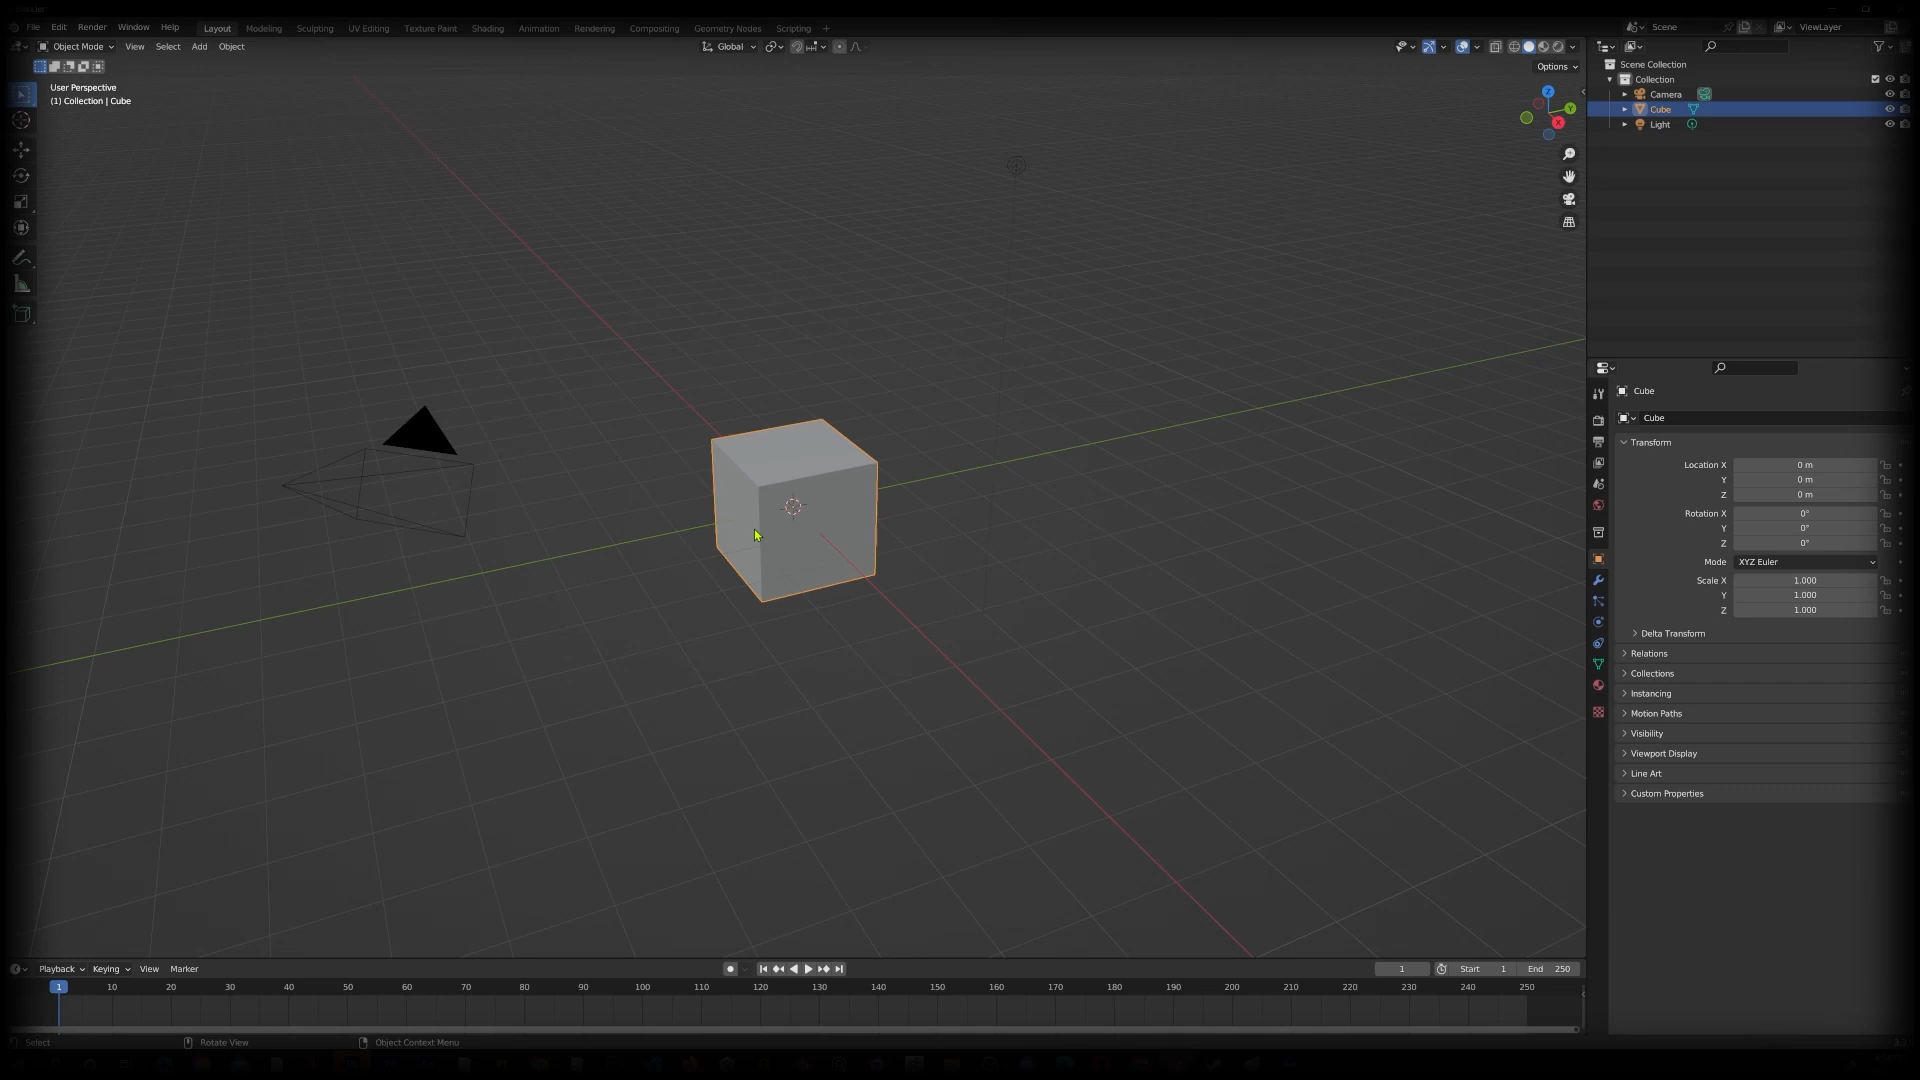 File Edit Render Window Help Layout Modeling Sculpting UV Editing Texture Paint Shading Animation Rendering Compositing Geometry Nodes Scripting + Scene ViewLayer
Object Mode View Select Add Object Global
Options
User Perspective
(1) Collection | Cube
Z
Y
X
Scene Collection
Collection
Camera
Cube
Light
Cube
Cube
Transform
Location X 0 m
Y 0 m
Z 0 m
Rotation X 0°
Y 0°
Z 0°
Mode XYZ Euler
Scale X 1.000
Y 1.000
Z 1.000
Delta Transform
Relations
Collections
Instancing
Motion Paths
Visibility
Viewport Display
Line Art
Custom Properties
Playback Keying View Marker 1 Start 1 End 250
1 10 20 30 40 50 60 70 80 90 100 110 120 130 140 150 160 170 180 190 200 210 220 230 240 250
Select Rotate View Object Context Menu